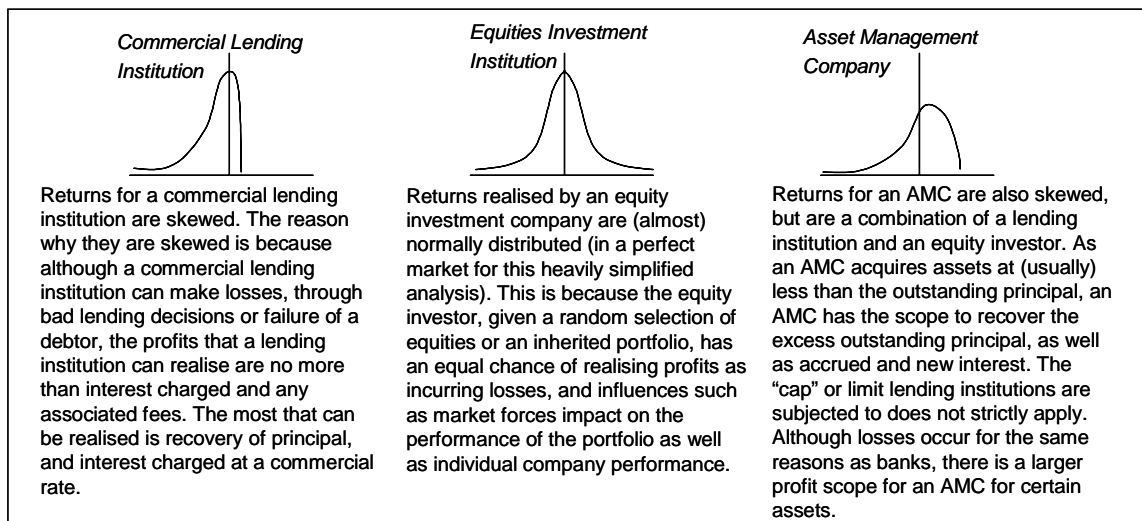 Commercial Lending
Institution
Returns for a commercial lending
institution are skewed. The reason
why they are skewed is because
although a commercial lending
institution can make losses, through
bad lending decisions or failure of a
debtor, the profits that a lending
institution can realise are no more
than interest charged and any
associated fees. The most that can
be realised is recovery of principal,
and interest charged at a commercial
rate.
Equities Investment
Institution
Returns realised by an equity
investment company are (almost)
normally distributed (in a perfect
market for this heavily simplified
analysis). This is because the equity
investor, given a random selection of
equities or an inherited portfolio, has
an equal chance of realising profits as
incurring losses, and influences such
as market forces impact on the
performance of the portfolio as well
as individual company performance.
Asset Management
Company
Returns for an AMC are also skewed,
but are a combination of a lending
institution and an equity investor. As
an AMC acquires assets at (usually)
less than the outstanding principal, an
AMC has the scope to recover the
excess outstanding principal, as well
as accrued and new interest. The
“cap” or limit lending institutions are
subjected to does not strictly apply.
Although losses occur for the same
reasons as banks, there is a larger
profit scope for an AMC for certain
assets.